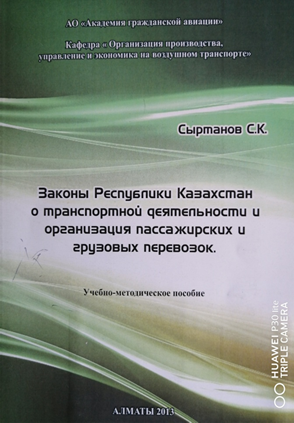 АО «Академия гражданской авиации»
Кафедра « Организация производства,
управление и экономика на воздушном транспорте»
Сыртанов С.К.
Законы Республики Казахстан
о транспортной деятельности и
организация пассажирских и
грузовых перевозок.
Учебно-методическое пособие
АЛМАТЫ 2013
HUAWEI P30 lite
TRIPLE CAMERA